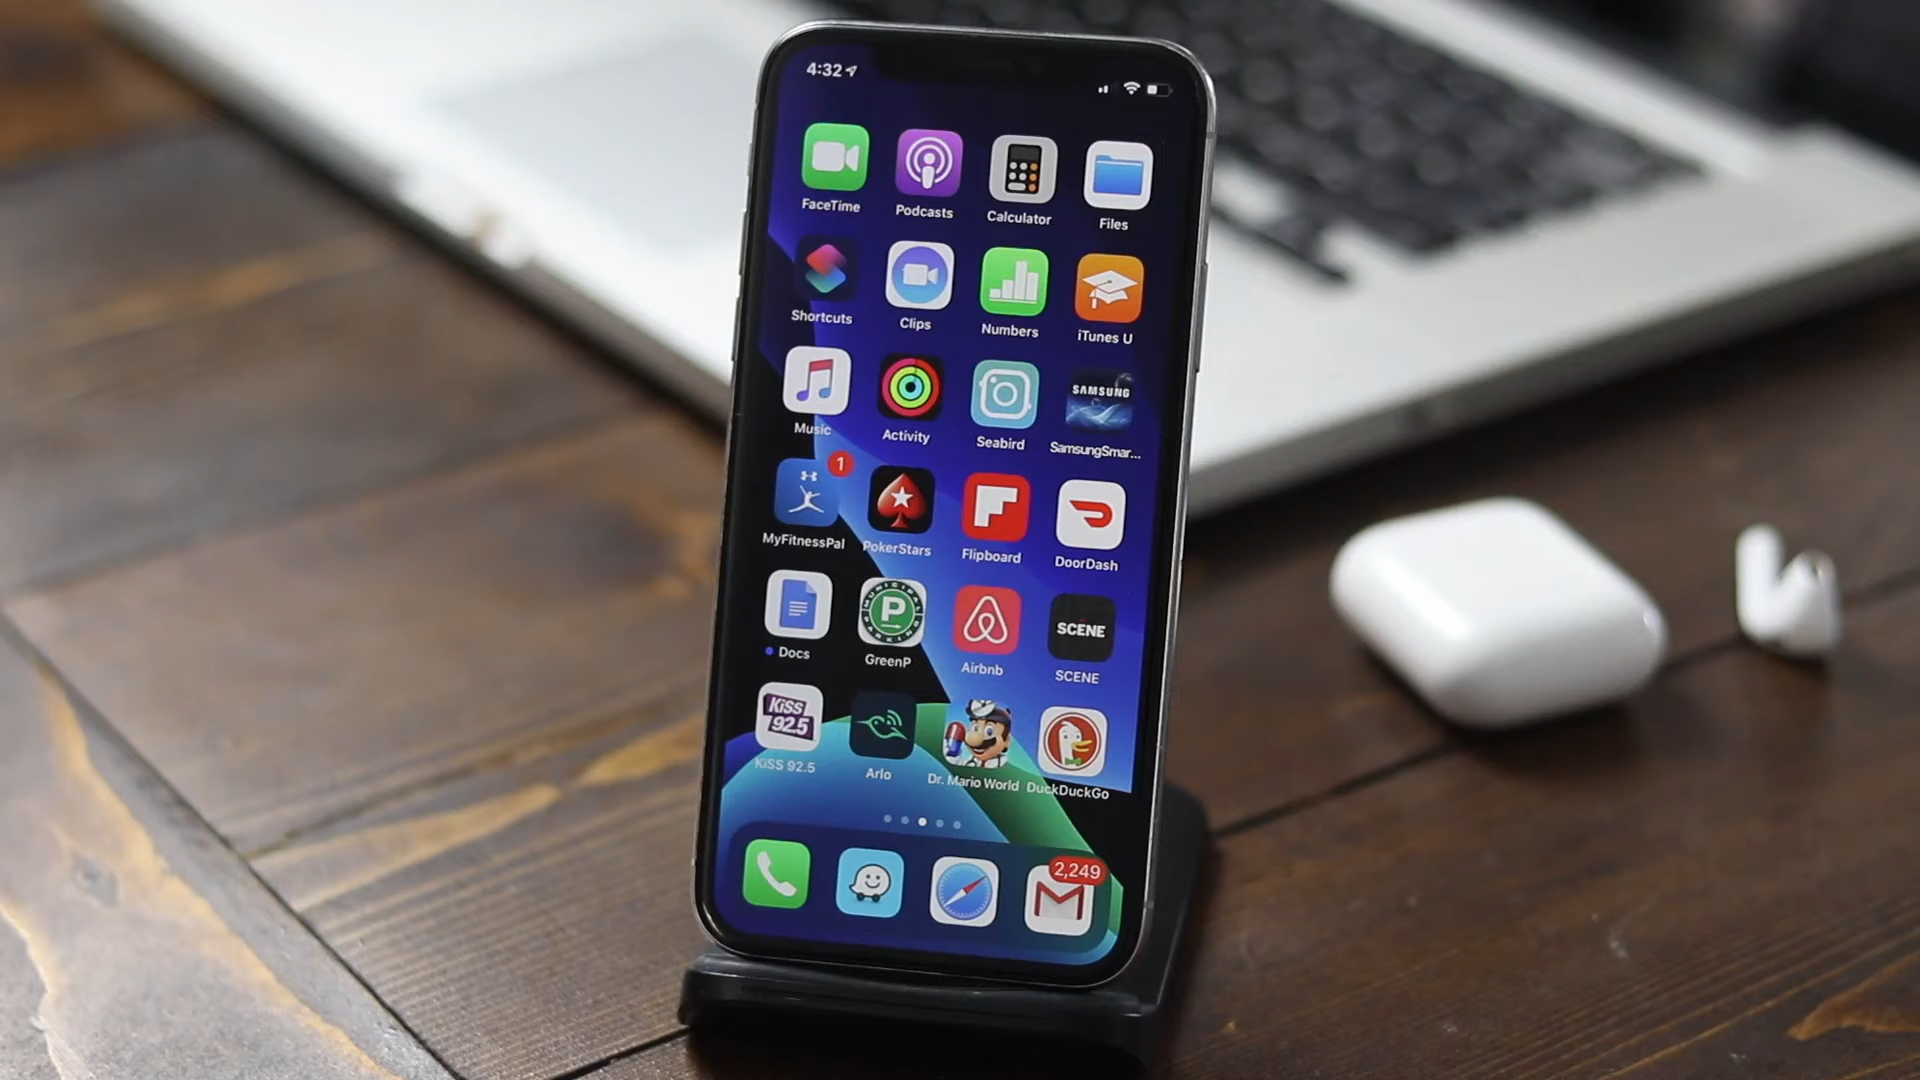 4:32
FaceTime Podcasts Calculator Files
Shortcuts Clips Numbers iTunes U
SAMSUNG
Music Activity Seabird SamsungSmar...
1
MyFitnessPal PokerStars Flipboard DoorDash
MUNICIPAL
P
PARKING
SCENE
Docs GreenP Airbnb SCENE
KiSS
92.5
KiSS 92.5 Arlo Dr. Mario World DuckDuckGo
2,249